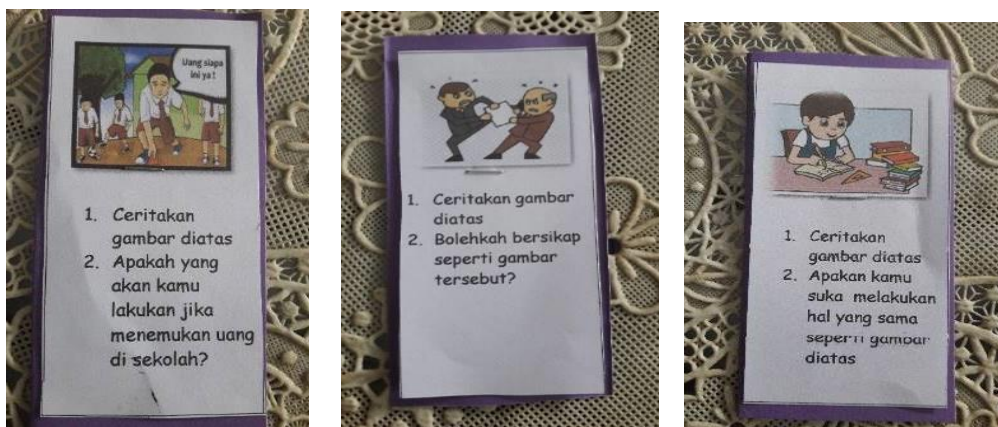 Uang siapa
ini ya?
1. Ceritakan
gambar diatas
2. Apakah yang
akan kamu
lakukan jika
menemukan uang
di sekolah?
1. Ceritakan gambar
diatas
2. Bolehkah bersikap
seperti gambar
tersebut?
1. Ceritakan
gambar diatas
2. Apakan kamu
suka melakukan
hal yang sama
seperti gambar
diatas